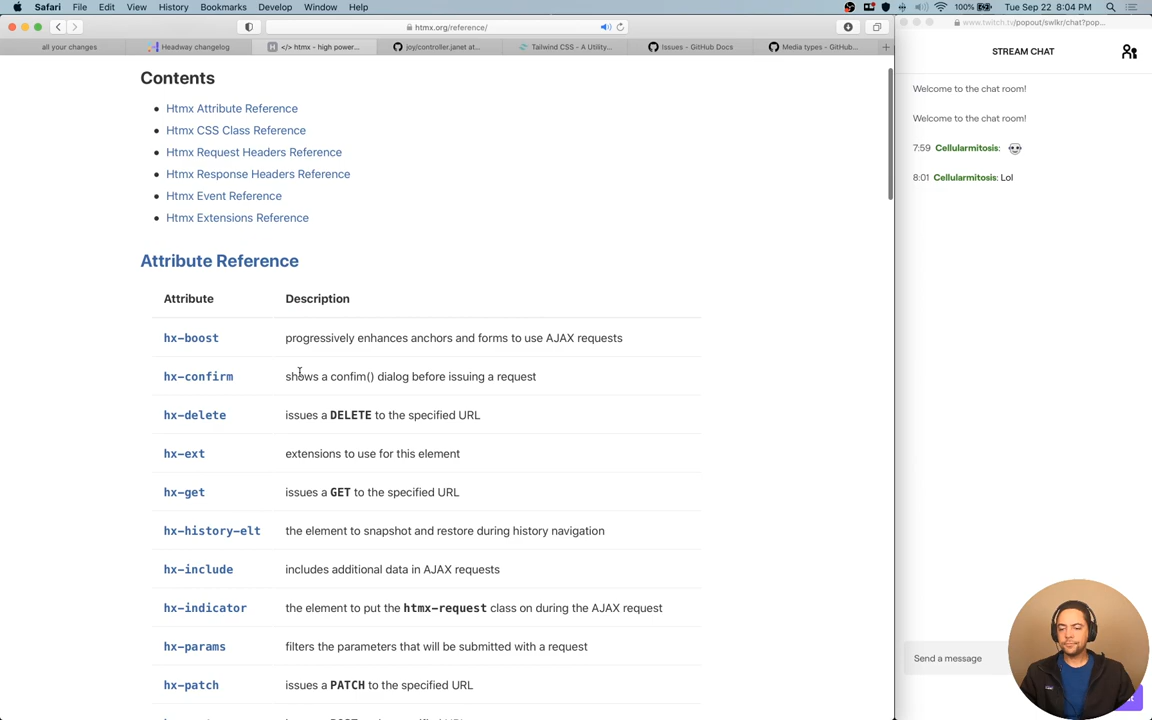 Safari File Edit View History Bookmarks Develop Window Help 100% Tue Sep 22 8:04 PM
htmx.org/reference/
www.twitch.tv/popout/swlkr/chat?pop...
all your changes Headway changelog </> htmx - high power... joy/controller.janet at... Tailwind CSS - A Utility... Issues - GitHub Docs Media types - GitHub...
STREAM CHAT
Welcome to the chat room!
Welcome to the chat room!
7:59 Cellularmitosis:
8:01 Cellularmitosis: Lol
Send a message
Contents
Htmx Attribute Reference
Htmx CSS Class Reference
Htmx Request Headers Reference
Htmx Response Headers Reference
Htmx Event Reference
Htmx Extensions Reference
Attribute Reference
Attribute Description
hx-boost progressively enhances anchors and forms to use AJAX requests
hx-confirm shows a confim() dialog before issuing a request
hx-delete issues a DELETE to the specified URL
hx-ext extensions to use for this element
hx-get issues a GET to the specified URL
hx-history-elt the element to snapshot and restore during history navigation
hx-include includes additional data in AJAX requests
hx-indicator the element to put the htmx-request class on during the AJAX request
hx-params filters the parameters that will be submitted with a request
hx-patch issues a PATCH to the specified URL